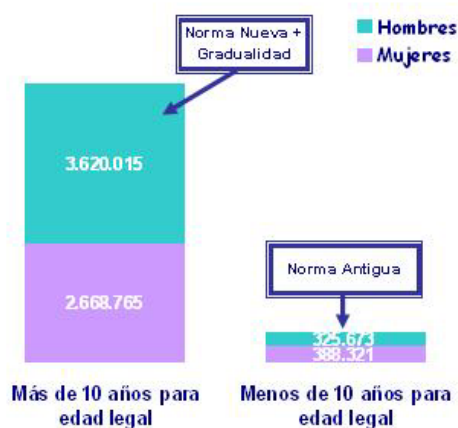 Norma Nueva +
Gradualidad
Hombres
Mujeres
3.620.015
2.668.765
Norma Antigua
325.673
388.321
Más de 10 años para
edad legal
Menos de 10 años para
edad legal